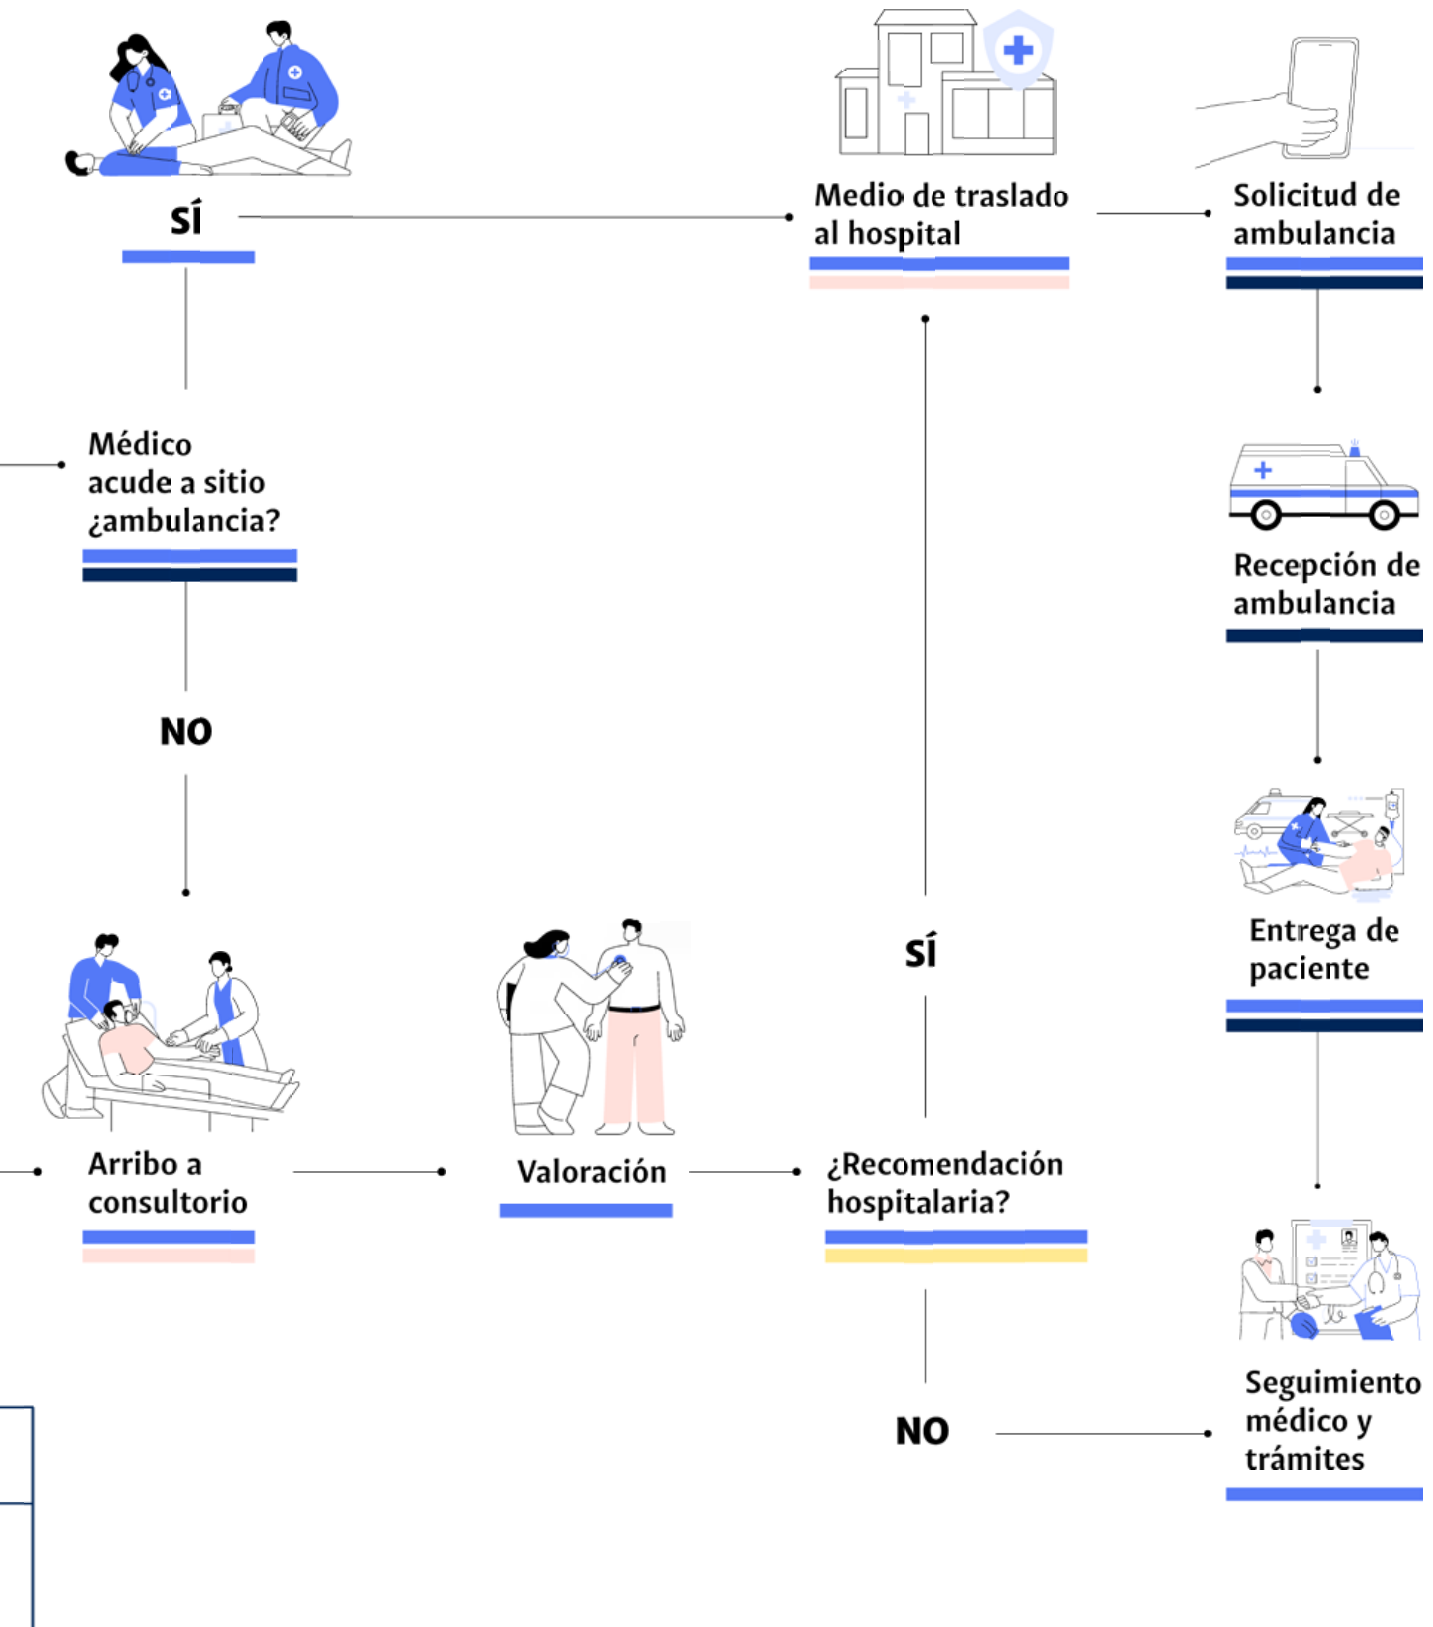 SÍ
Medio de traslado
al hospital
Solicitud de
ambulancia
Médico
acude a sitio
¿ambulancia?
Recepción de
ambulancia
NO
Entrega de
paciente
SÍ
Arribo a
consultorio
Valoración
¿Recomendación
hospitalaria?
NO
Seguimiento
médico y
trámites